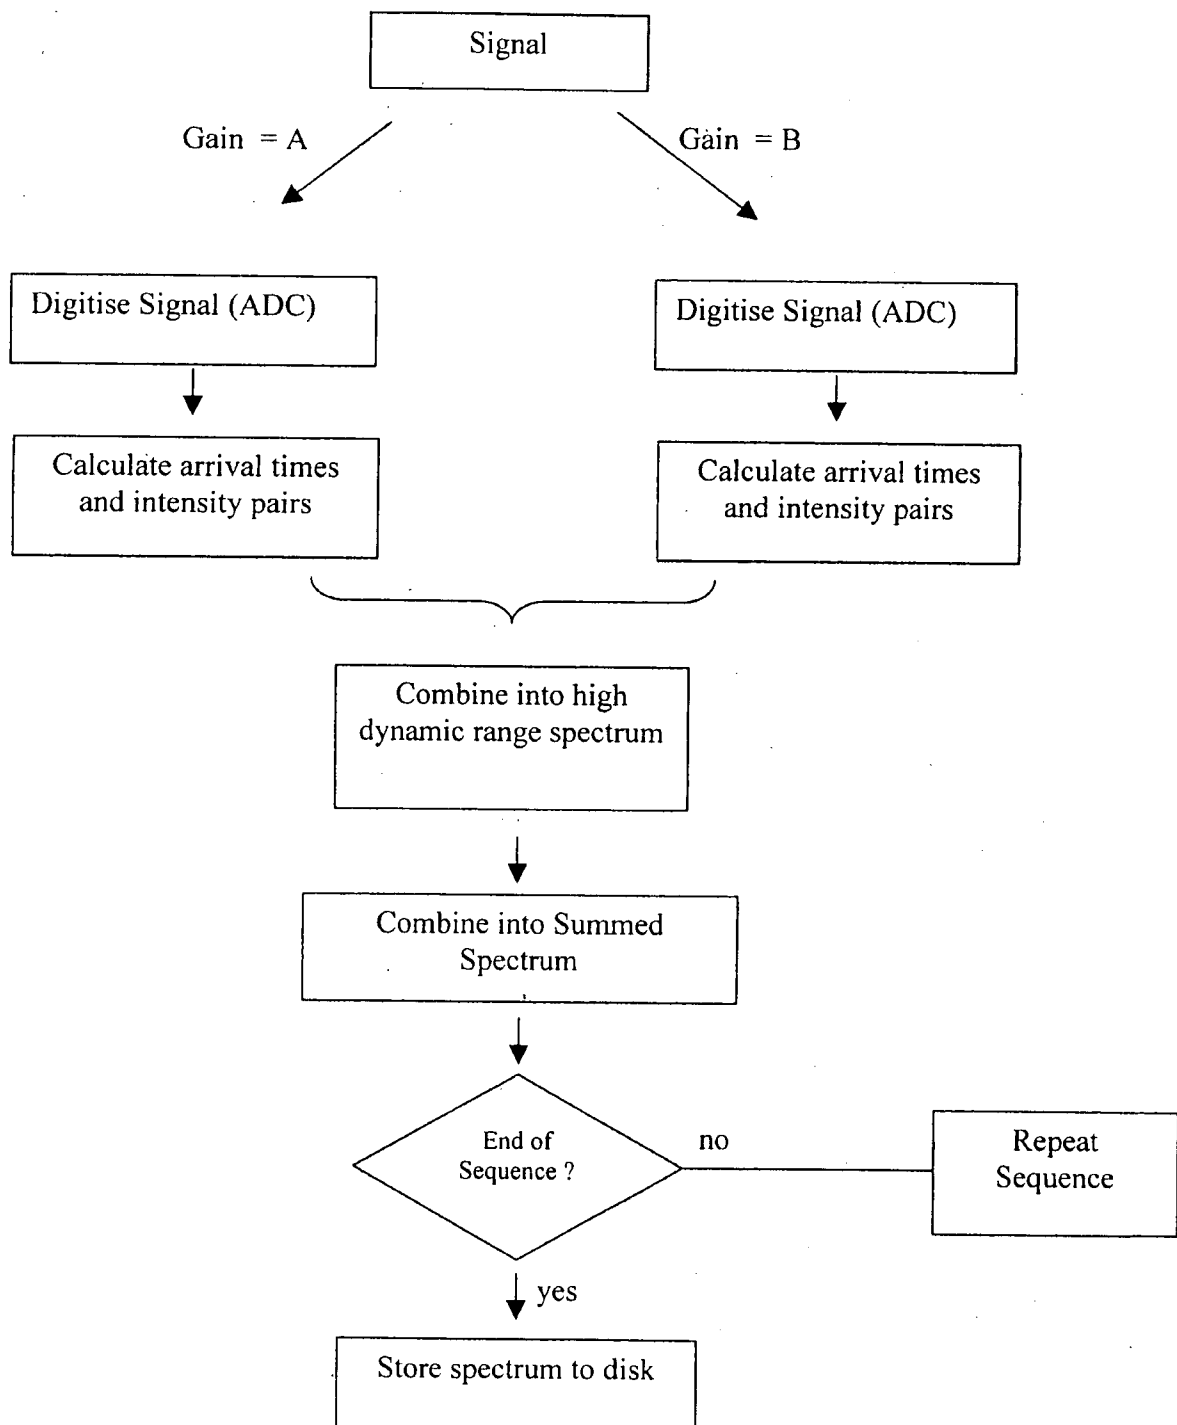 Signal
Gain = A
Gain = B
Digitise Signal (ADC)
Digitise Signal (ADC)
Calculate arrival times
and intensity pairs
Calculate arrival times
and intensity pairs
Combine into high
dynamic range spectrum
Combine into Summed
Spectrum
End of
Sequence ?
no
Repeat
Sequence
yes
Store spectrum to disk